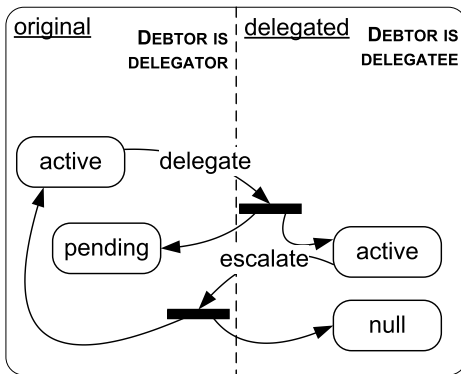 original
DEBTOR IS
DELEGATOR
delegated
DEBTOR IS
DELEGATEE
active
delegate
pending
escalate
active
null